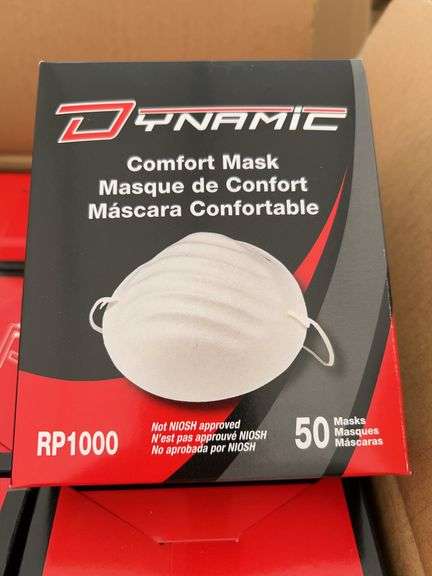 DYNAMIC
Comfort Mask
Masque de Confort
Máscara Confortable
Not NIOSH approved
N'est pas approuvé NIOSH
No aprobada por NIOSH
RP1000
50
Masks
Masques
Máscaras